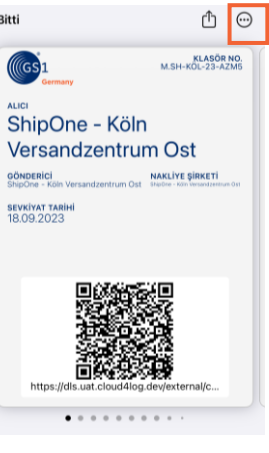 Bitti
GS1
Germany
KLASÖR NO.
M.SH-KÖL-23-AZM5
ALICI
ShipOne - Köln
Versandzentrum Ost
GÖNDERİCİ
ShipOne - Köln Versandzentrum Ost
NAKLİYE ŞİRKETİ
ShipOne - Köln Versandzentrum Ost
SEVKİYAT TARİHİ
18.09.2023
https://dls.uat.cloud4log.dev/external/c...